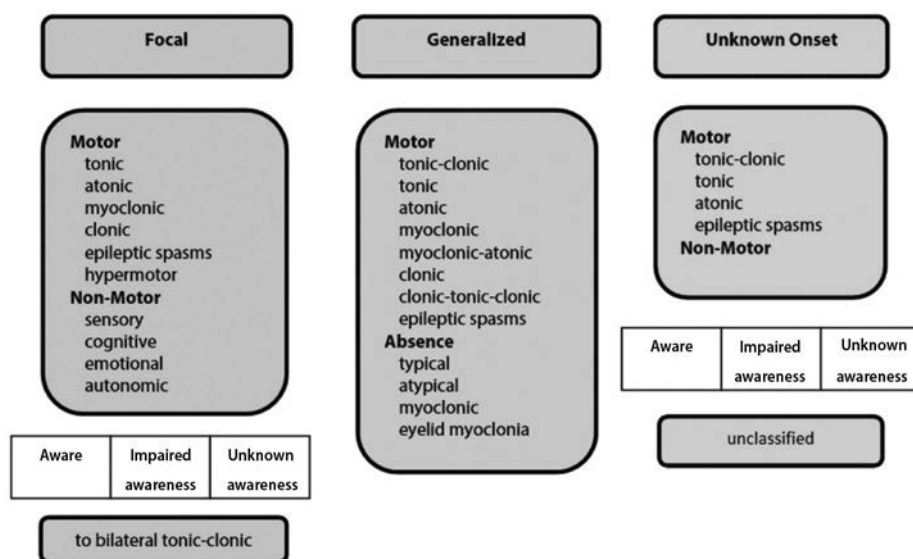 Focal
Motor
tonic
atonic
myoclonic
clonic
epileptic spasms
hypermotor
Non-Motor
sensory
cognitive
emotional
autonomic
Aware
Impaired
awareness
Unknown
awareness
to bilateral tonic-clonic
Generalized
Motor
tonic-clonic
tonic
atonic
myoclonic
myoclonic-atonic
clonic
clonic-tonic-clonic
epileptic spasms
Absence
typical
atypical
myoclonic
eyelid myoclonia
Unknown Onset
Motor
tonic-clonic
tonic
atonic
epileptic spasms
Non-Motor
Aware
Impaired
awareness
Unknown
awareness
unclassified